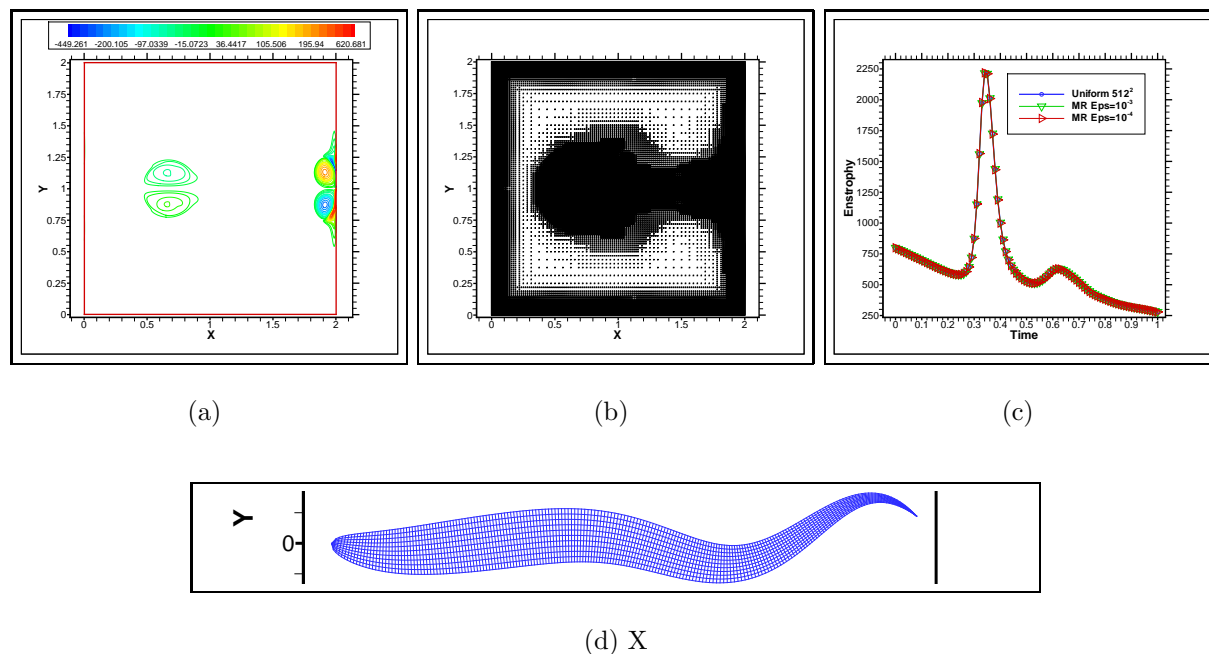 -449.261 -200.105 -97.0339 -15.0723 36.4417 105.506 195.94 620.681
2
1.75
1.5
1.25
1
0.75
0.5
0.25
0
Y
0 0.5 1 1.5 2
X
(a)
2
1.75
1.5
1.25
1
0.75
0.5
0.25
0
Y
0 0.5 1 1.5 2
X
(b)
2250
2000
1750
1500
1250
1000
750
500
250
Enstrophy
Uniform 512²
MR Eps=10⁻³
MR Eps=10⁻⁴
0 0.1 0.2 0.3 0.4 0.5 0.6 0.7 0.8 0.9 1
Time
(c)
Y
0
(d) X